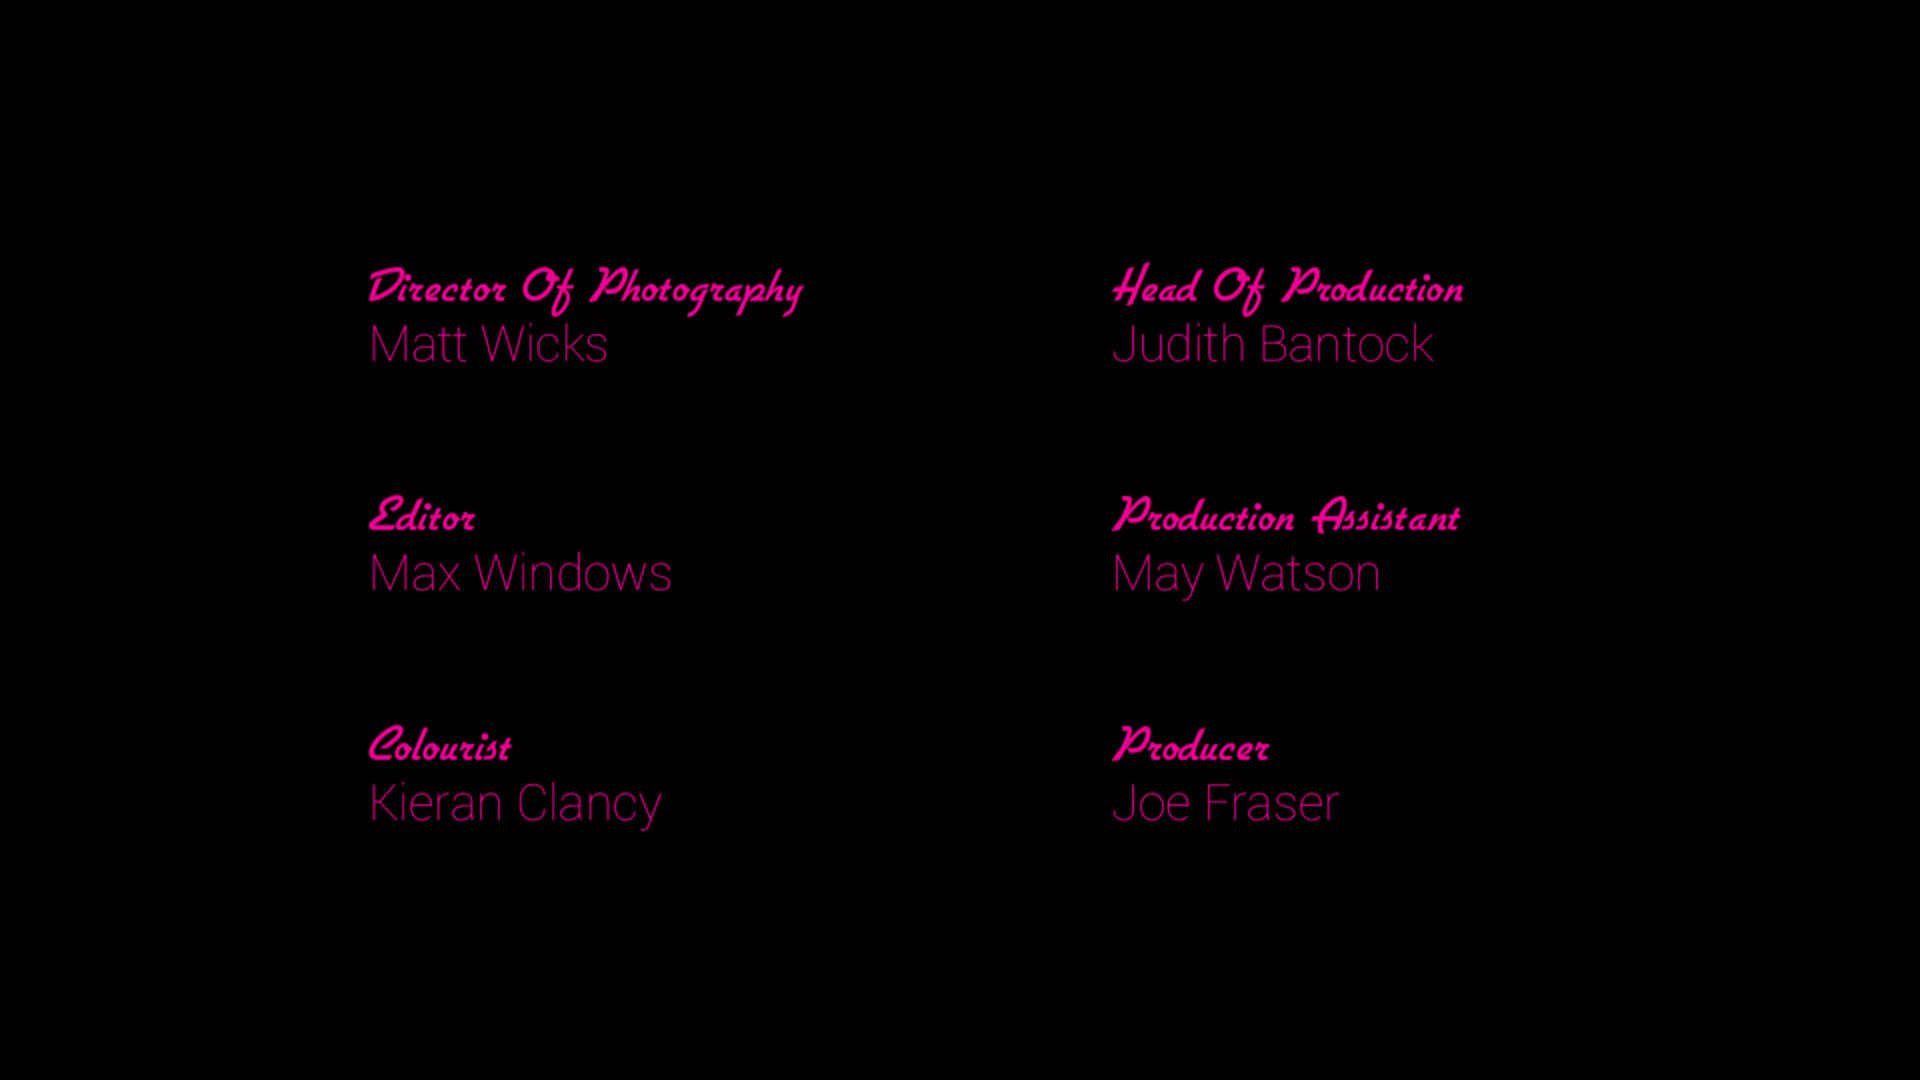 Director Of Photography
Matt Wicks
Editor
Max Windows
Colourist
Kieran Clancy
Head Of Production
Judith Bantock
Production Assistant
May Watson
Producer
Joe Fraser